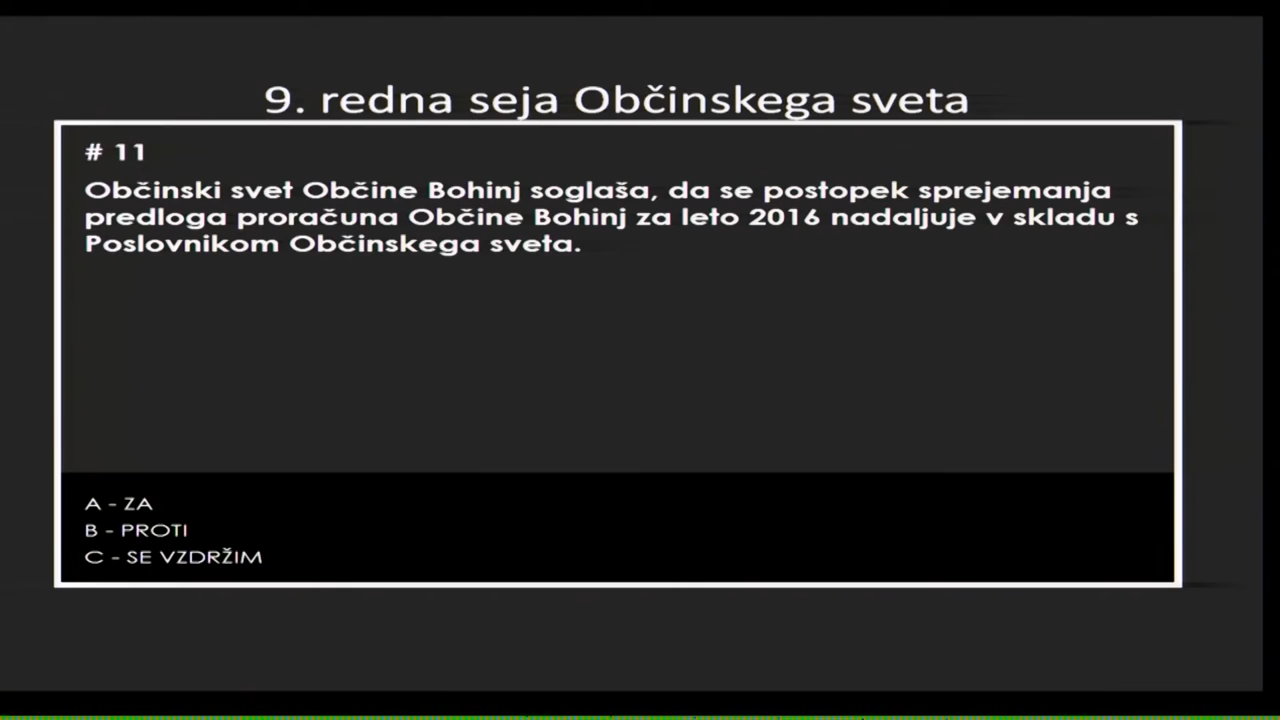 9. redna seja Občinskega sveta
# 11
Občinski svet Občine Bohinj soglaša, da se postopek sprejemanja
predloga proračuna Občine Bohinj za leto 2016 nadaljuje v skladu s
Poslovnikom Občinskega sveta.
A - ZA
B - PROTI
C - SE VZDRŽIM